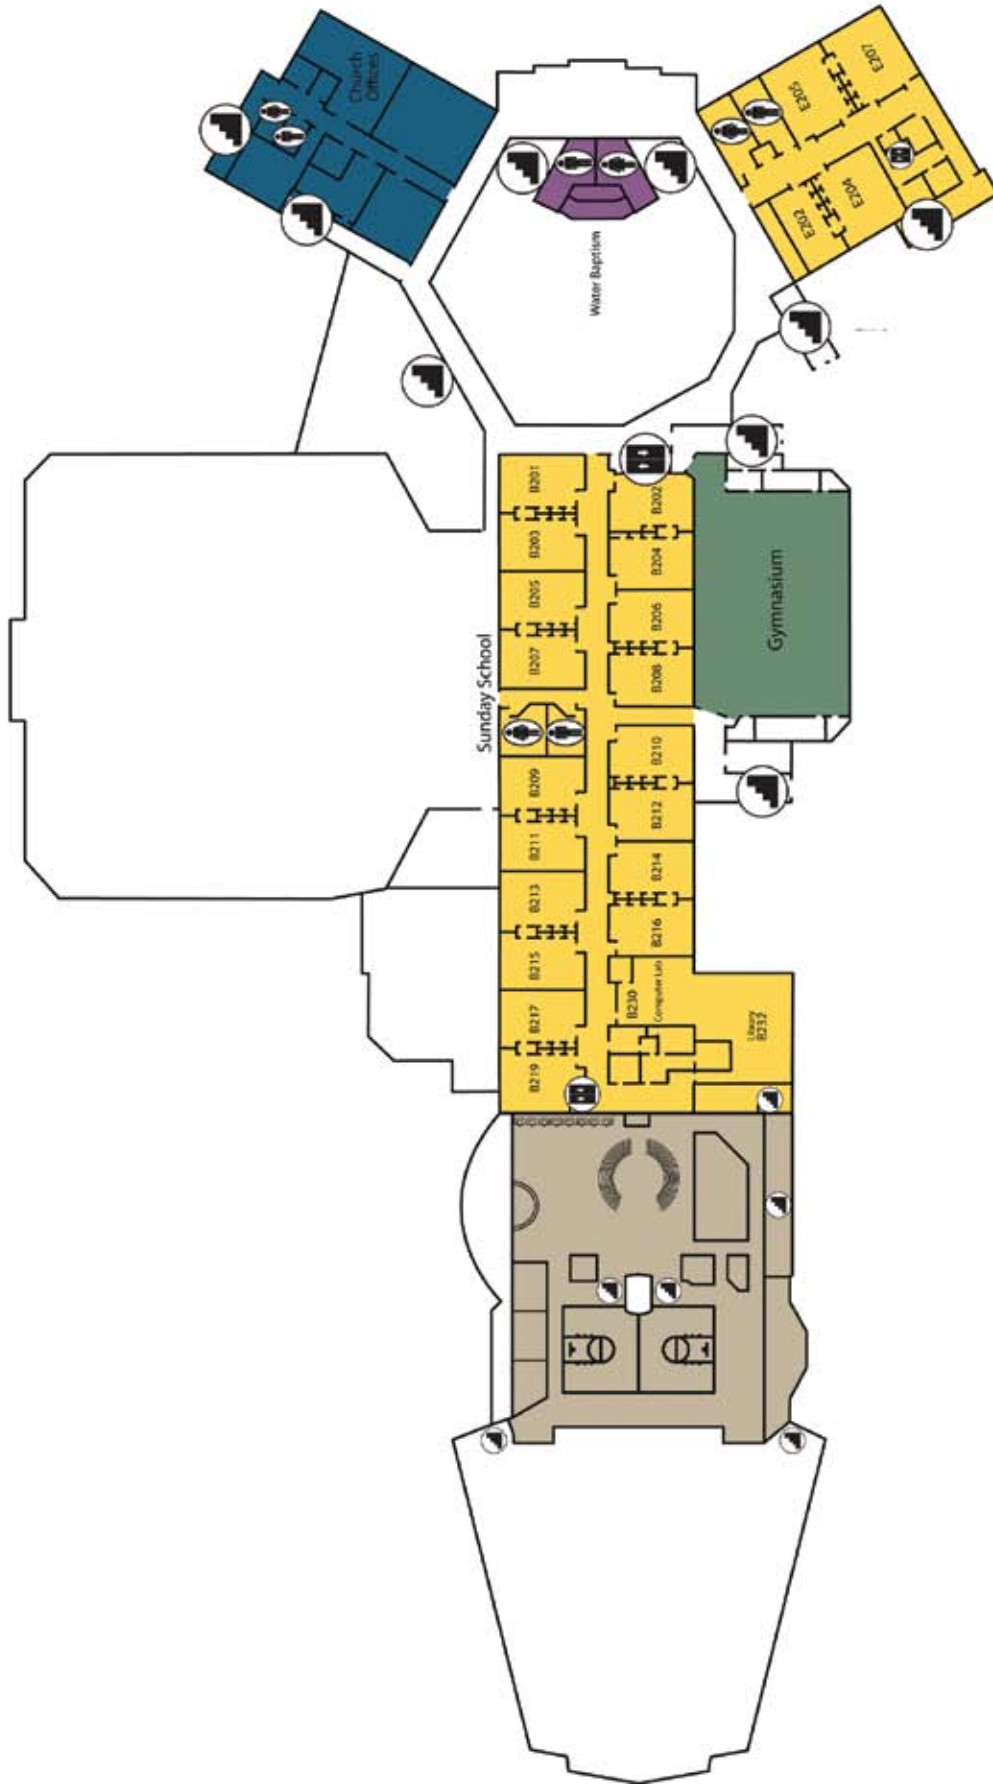 Church
Offices
E207
E205
E204
E202
Water Baptism
B201
B202
B203
B204
B205
B206
Gymnasium
Sunday School
B207
B208
B209
B210
B211
B212
B213
B214
B215
B216
B217
B230
Computer Lab
B219
Library
B232